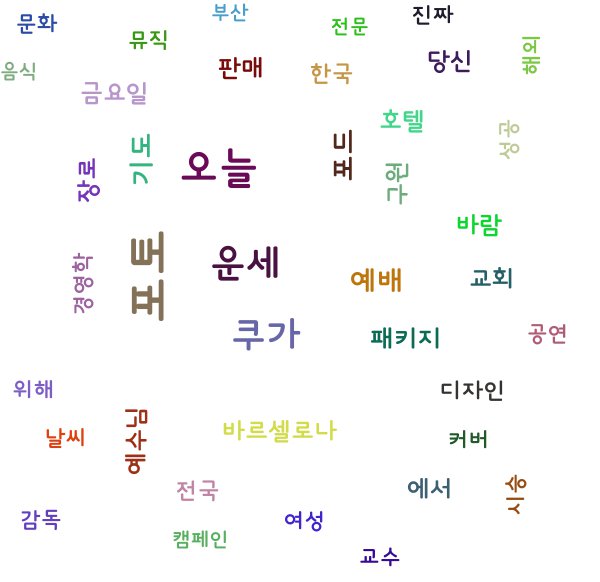 부산
진짜
문화
전문
뮤직
해외
당신
판매
음식
한국
금요일
호텔
성공
기도
오늘
포비
장로
구원
바람
포토
운세
경영학
예배
교회
쿠가
패키지
공연
위해
디자인
예수님
바르셀로나
날씨
커버
전국
에서
시승
감독
여성
캠페인
교수